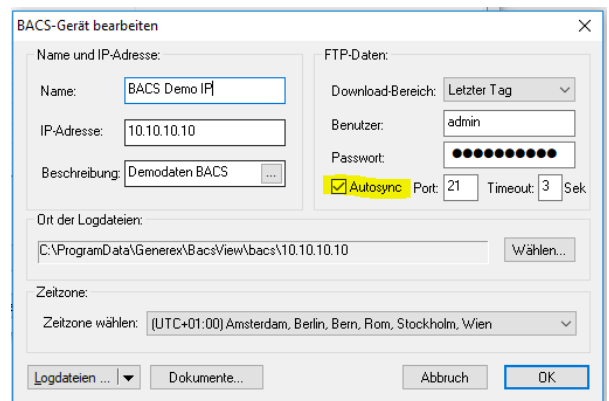 BACS-Gerät bearbeiten
Name und IP-Adresse:
Name: BACS Demo IP
IP-Adresse: 10.10.10.10
Beschreibung: Demodaten BACS ...
FTP-Daten:
Download-Bereich: Letzter Tag
Benutzer: admin
Passwort: ●●●●●●●●●●
Autosync Port: 21 Timeout: 3 Sek
Ort der Logdateien:
C:\ProgramData\Generex\BacsView\bacs\10.10.10.10 Wählen...
Zeitzone:
Zeitzone wählen: (UTC+01:00) Amsterdam, Berlin, Bern, Rom, Stockholm, Wien
Logdateien ... Dokumente... Abbruch OK